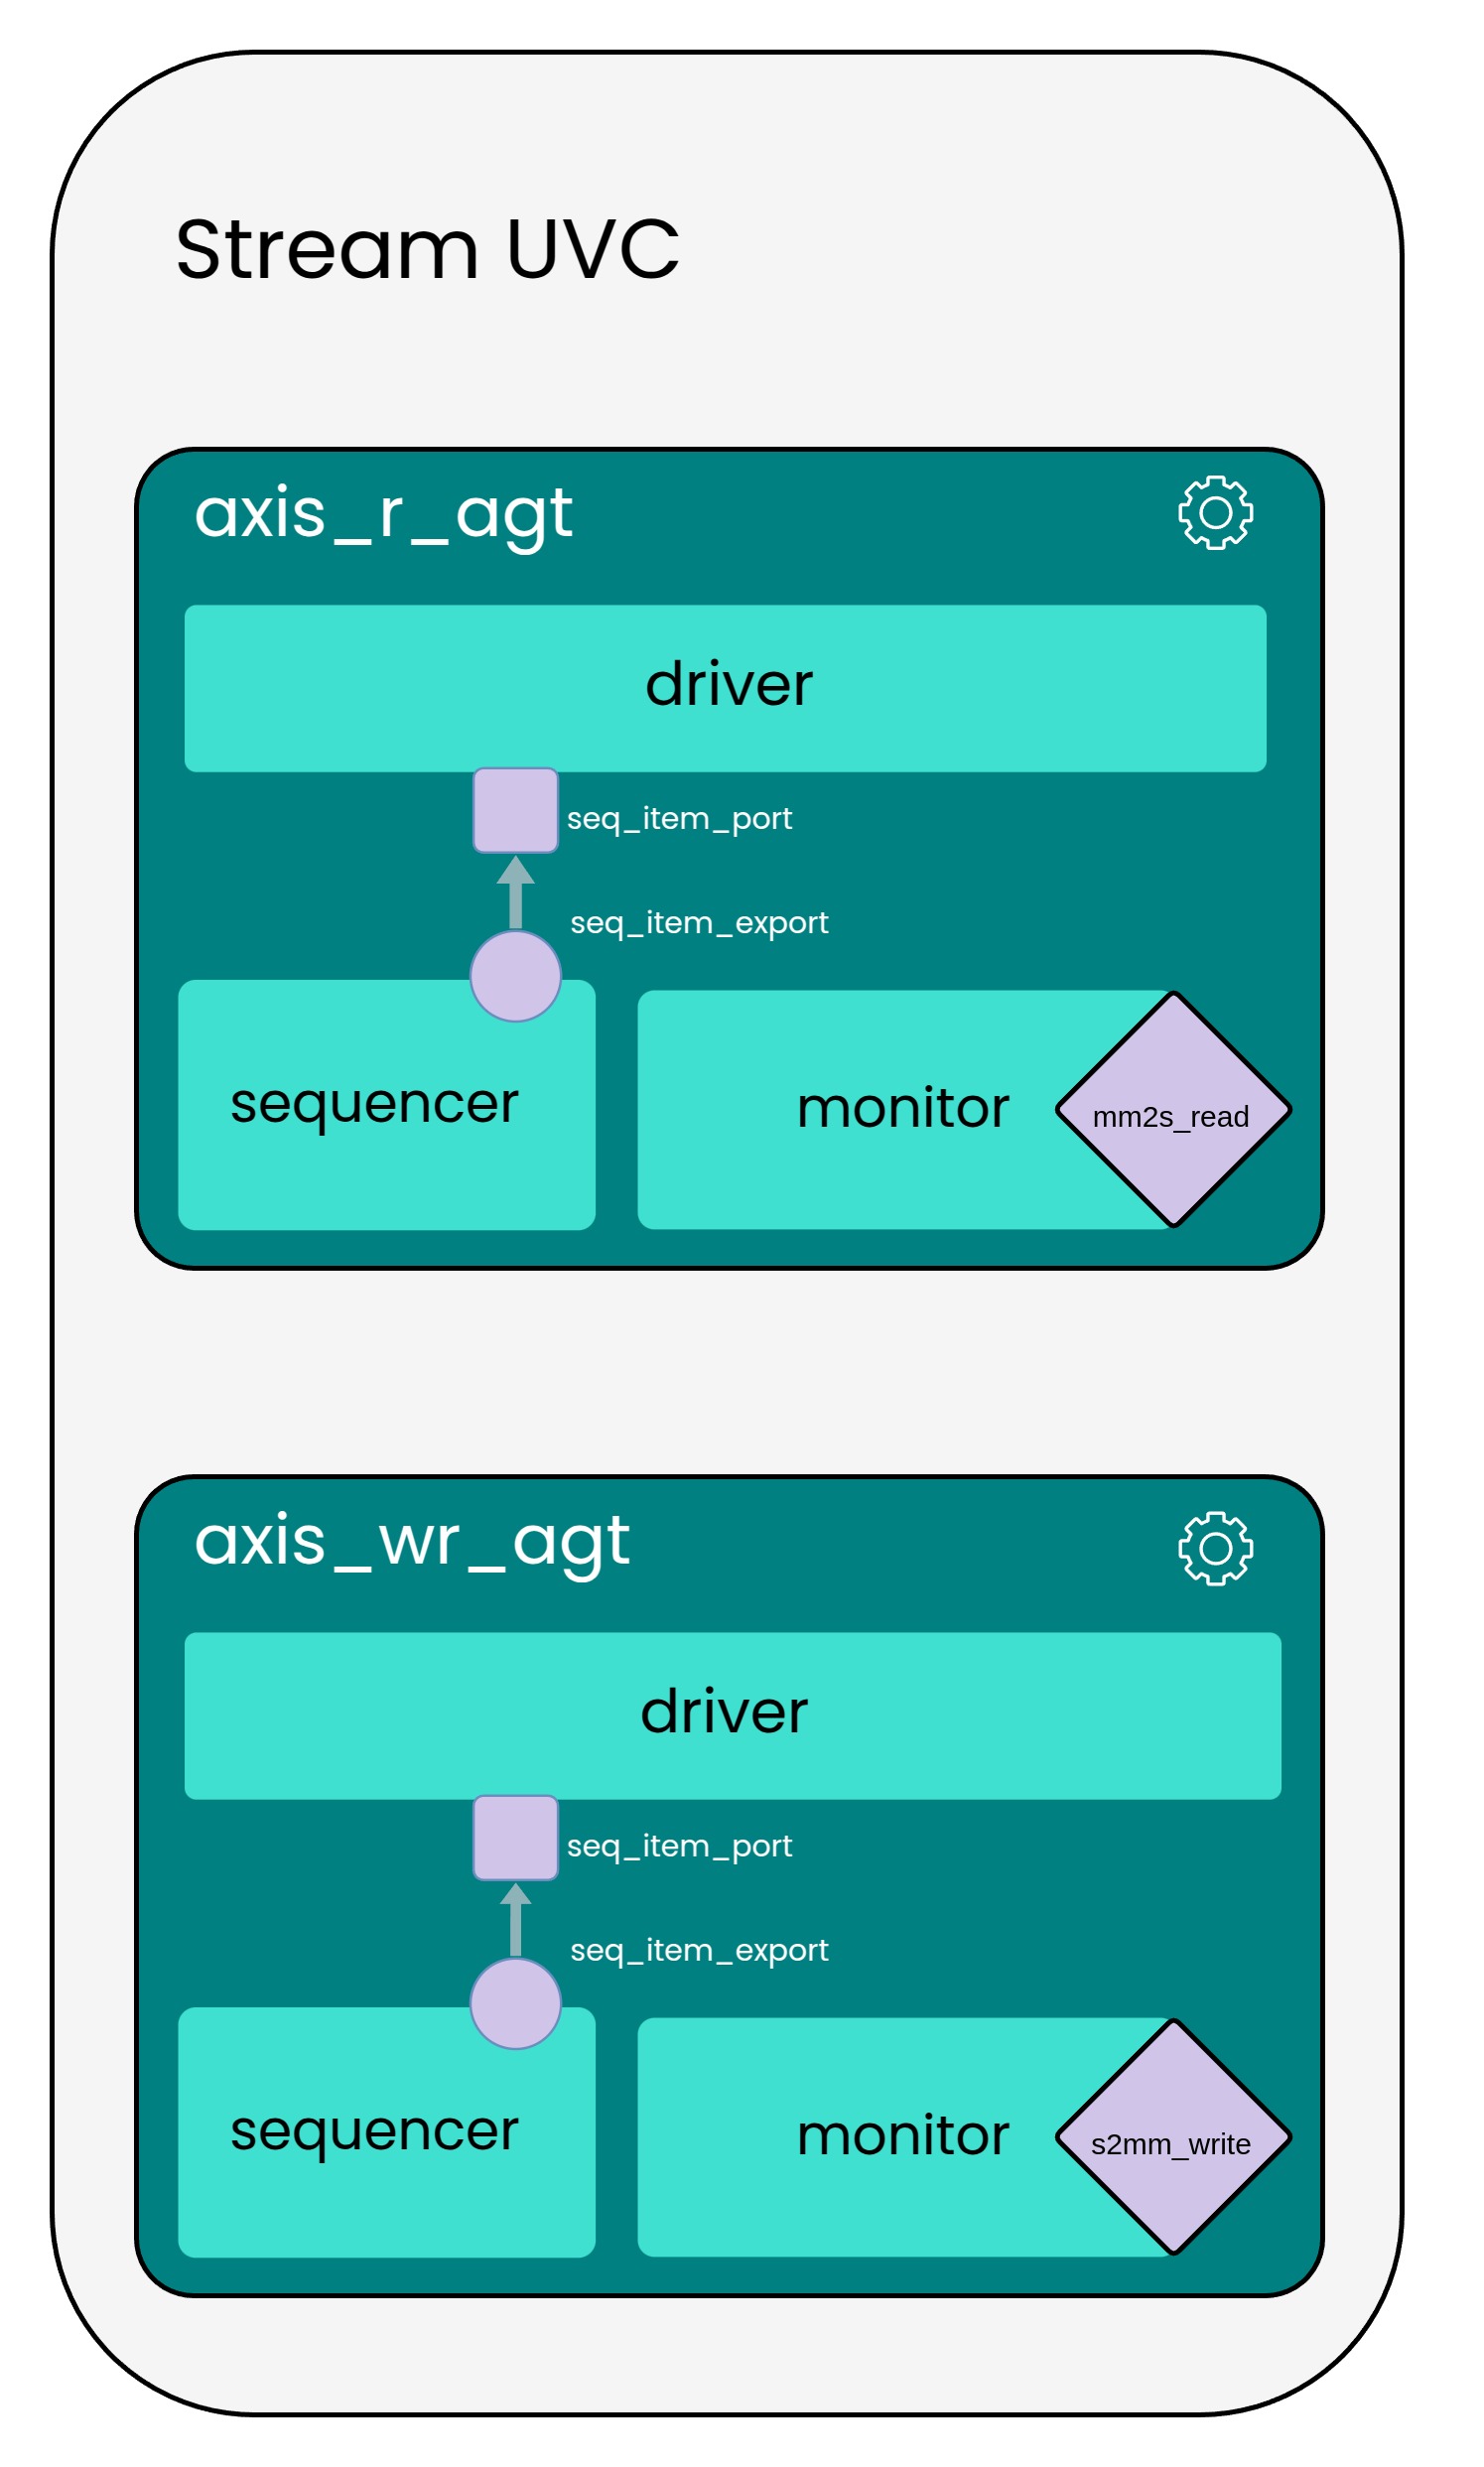 Stream UVC
axis_r_agt
driver
seq_item_port
seq_item_export
sequencer
monitor
mm2s_read
axis_wr_agt
driver
seq_item_port
seq_item_export
sequencer
monitor
s2mm_write